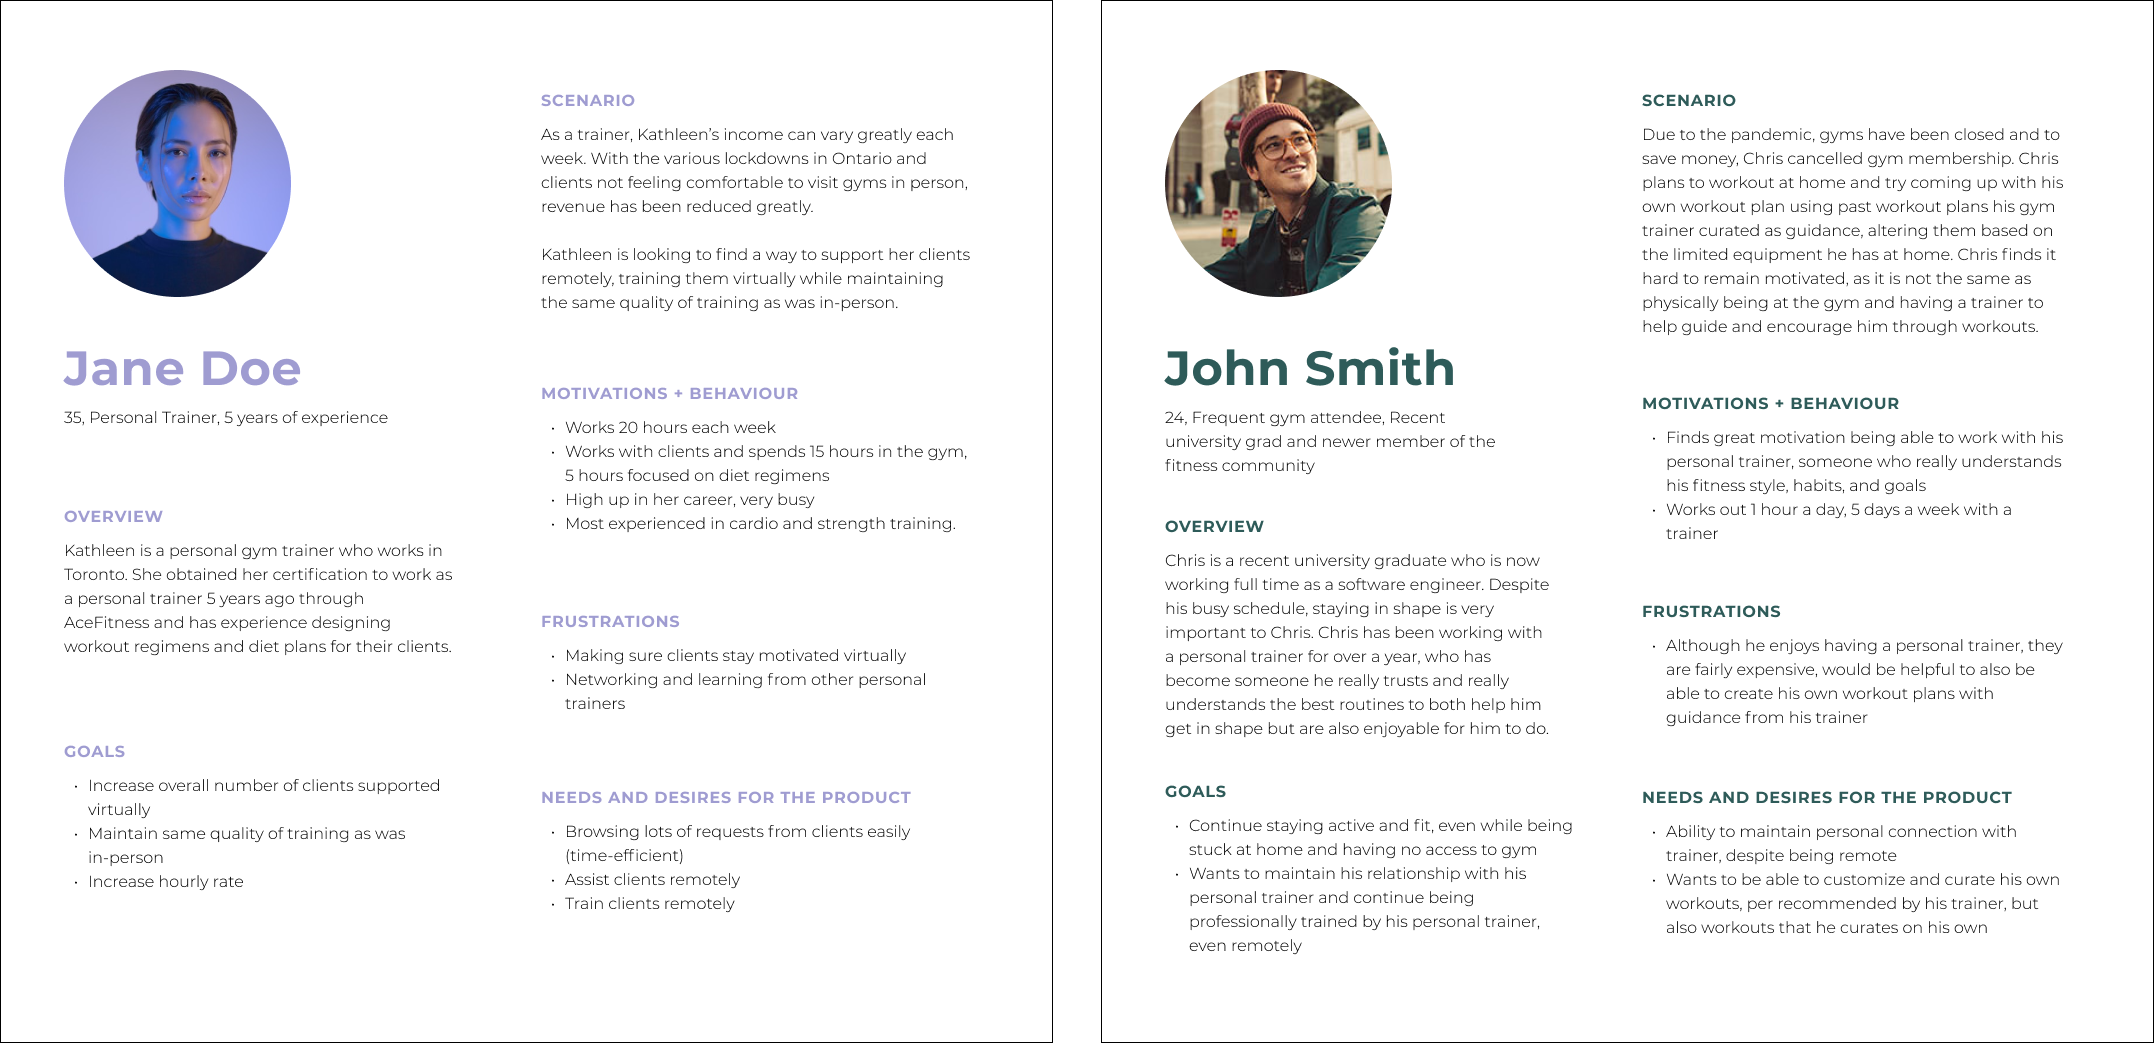 Jane Doe
35, Personal Trainer, 5 years of experience
OVERVIEW
Kathleen is a personal gym trainer who works in
Toronto. She obtained her certification to work as
a personal trainer 5 years ago through
AceFitness and has experience designing
workout regimens and diet plans for their clients.
GOALS
• Increase overall number of clients supported
virtually
• Maintain same quality of training as was
in-person
• Increase hourly rate
SCENARIO
As a trainer, Kathleen’s income can vary greatly each
week. With the various lockdowns in Ontario and
clients not feeling comfortable to visit gyms in person,
revenue has been reduced greatly.
Kathleen is looking to find a way to support her clients
remotely, training them virtually while maintaining
the same quality of training as was in-person.
MOTIVATIONS + BEHAVIOUR
• Works 20 hours each week
• Works with clients and spends 15 hours in the gym,
5 hours focused on diet regimens
• High up in her career, very busy
• Most experienced in cardio and strength training.
FRUSTRATIONS
• Making sure clients stay motivated virtually
• Networking and learning from other personal
trainers
NEEDS AND DESIRES FOR THE PRODUCT
• Browsing lots of requests from clients easily
(time-efficient)
• Assist clients remotely
• Train clients remotely
John Smith
24, Frequent gym attendee, Recent
university grad and newer member of the
fitness community
OVERVIEW
Chris is a recent university graduate who is now
working full time as a software engineer. Despite
his busy schedule, staying in shape is very
important to Chris. Chris has been working with
a personal trainer for over a year, who has
become someone he really trusts and really
understands the best routines to both help him
get in shape but are also enjoyable for him to do.
GOALS
• Continue staying active and fit, even while being
stuck at home and having no access to gym
• Wants to maintain his relationship with his
personal trainer and continue being
professionally trained by his personal trainer,
even remotely
SCENARIO
Due to the pandemic, gyms have been closed and to
save money, Chris cancelled gym membership. Chris
plans to workout at home and try coming up with his
own workout plan using past workout plans his gym
trainer curated as guidance, altering them based on
the limited equipment he has at home. Chris finds it
hard to remain motivated, as it is not the same as
physically being at the gym and having a trainer to
help guide and encourage him through workouts.
MOTIVATIONS + BEHAVIOUR
• Finds great motivation being able to work with his
personal trainer, someone who really understands
his fitness style, habits, and goals
• Works out 1 hour a day, 5 days a week with a
trainer
FRUSTRATIONS
• Although he enjoys having a personal trainer, they
are fairly expensive, would be helpful to also be
able to create his own workout plans with
guidance from his trainer
NEEDS AND DESIRES FOR THE PRODUCT
• Ability to maintain personal connection with
trainer, despite being remote
• Wants to be able to customize and curate his own
workouts, per recommended by his trainer, but
also workouts that he curates on his own